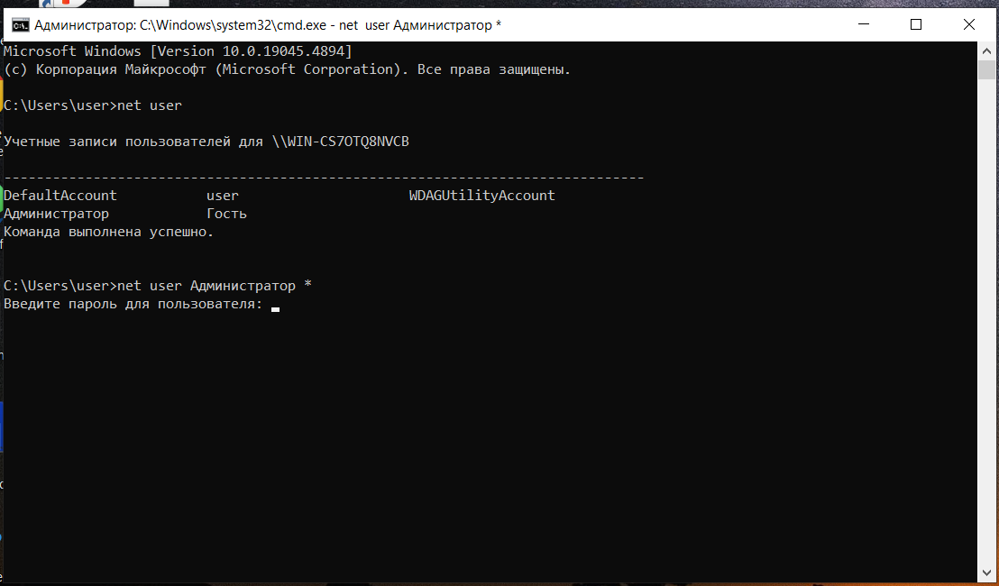 Администратор: C:\Windows\system32\cmd.exe - net  user Администратор *
Microsoft Windows [Version 10.0.19045.4894]
(c) Корпорация Майкрософт (Microsoft Corporation). Все права защищены.
C:\Users\user>net user
Учетные записи пользователей для \\WIN-CS7OTQ8NVCB
-------------------------------------------------------------------------------
DefaultAccount           user                     WDAGUtilityAccount
Администратор            Гость
Команда выполнена успешно.
C:\Users\user>net user Администратор *
Введите пароль для пользователя: